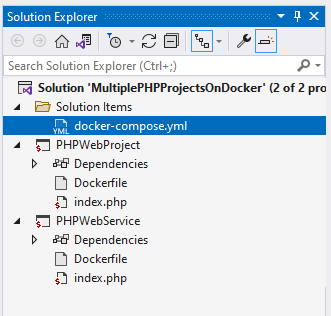 Solution Explorer
Search Solution Explorer (Ctrl+;)
Solution 'MultiplePHPProjectsOnDocker' (2 of 2 pro
Solution Items
YML docker-compose.yml
PHPWebProject
Dependencies
Dockerfile
index.php
PHPWebService
Dependencies
Dockerfile
index.php